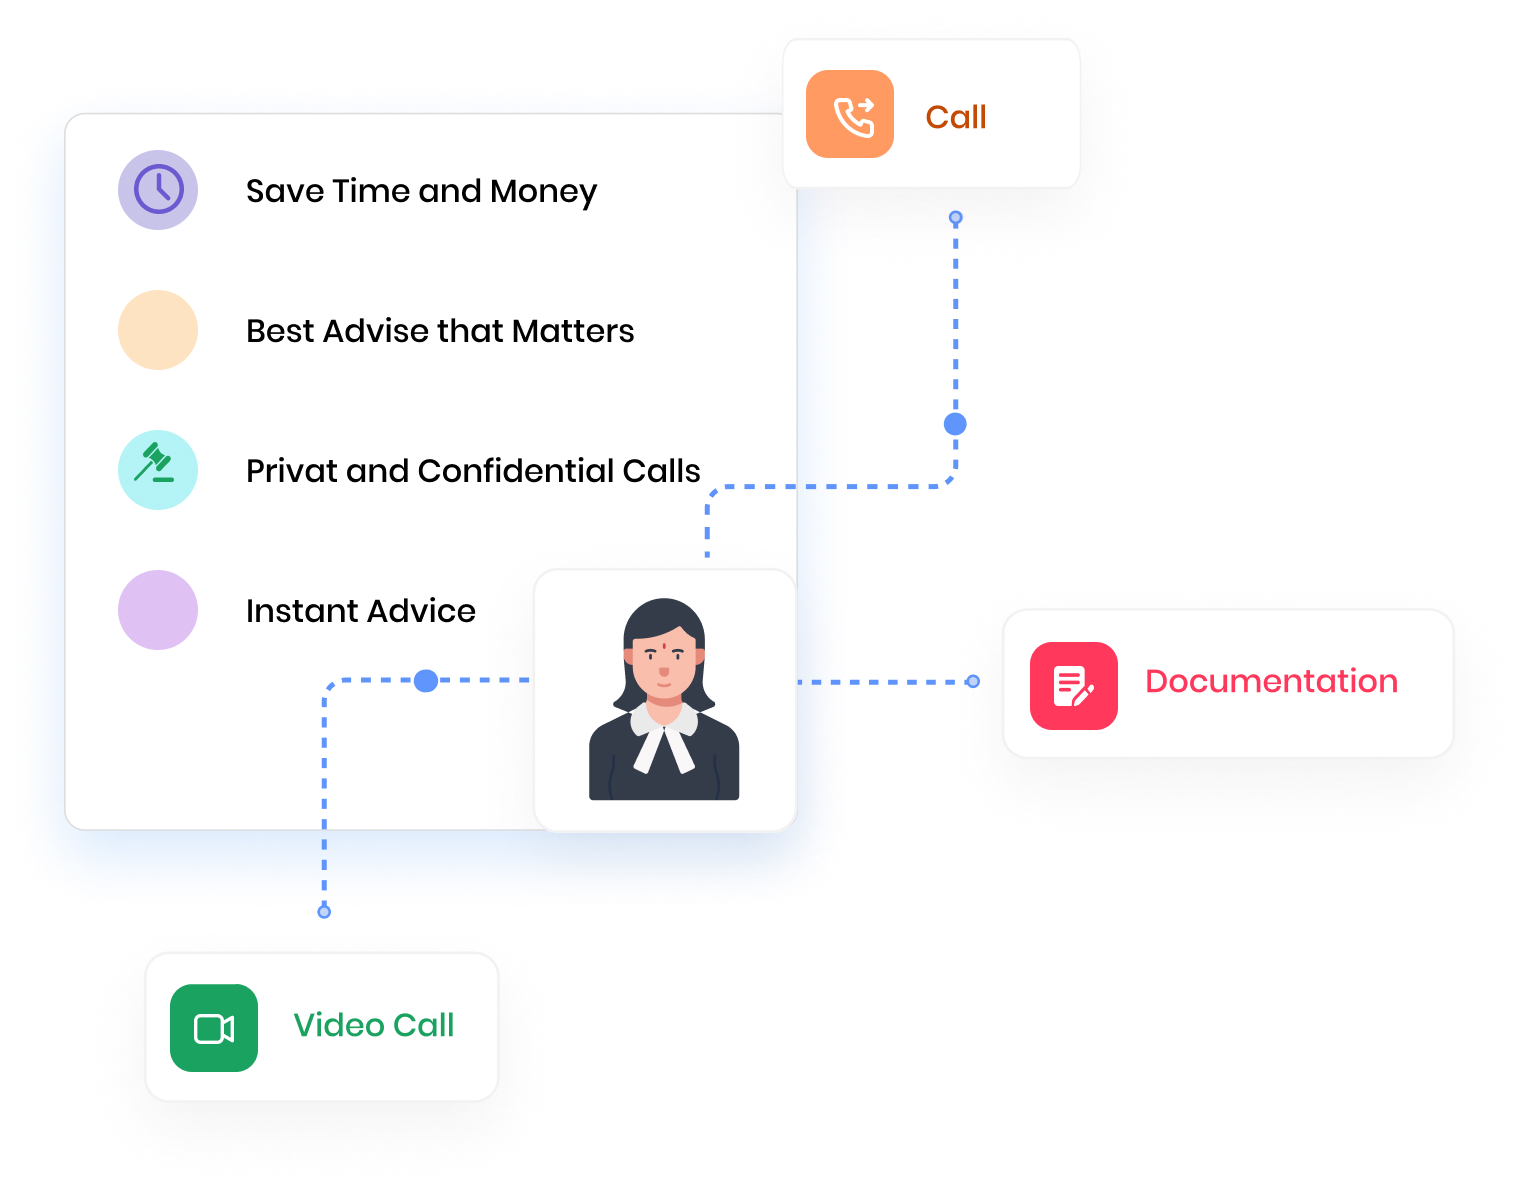 Call
Save Time and Money
Best Advise that Matters
Privat and Confidential Calls
Instant Advice
Documentation
Video Call